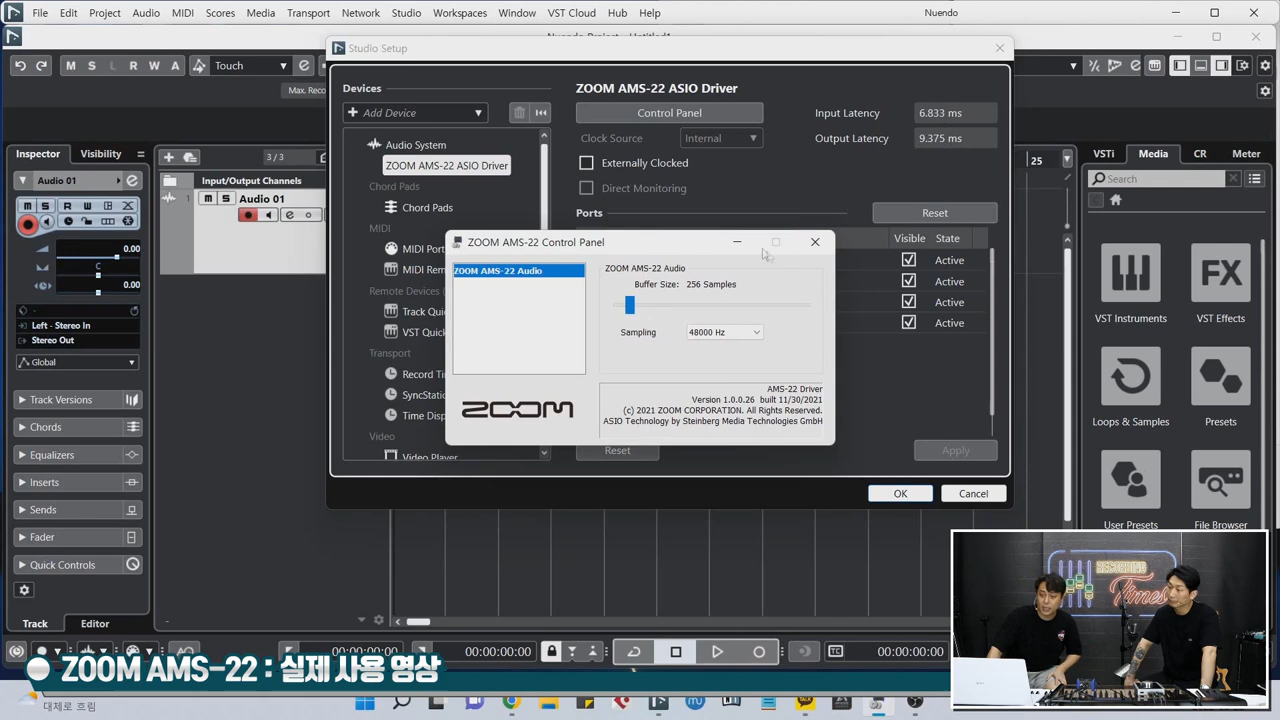 File Edit Project Audio MIDI Scores Media Transport Network Studio Workspaces Window VST Cloud Hub Help Nuendo
Studio Setup
M S L R W A Touch
Max. Reco
Devices
Add Device
Audio System
ZOOM AMS-22 ASIO Driver
Chord Pads
Chord Pads
MIDI
MIDI Port
MIDI Rem
Remote Devices (
Track Quic
VST Quick
Transport
Record Ti
SyncStatio
Time Disp
Video
Video Player
ZOOM AMS-22 ASIO Driver
Control Panel
Input Latency 6.833 ms
Clock Source Internal
Output Latency 9.375 ms
Externally Clocked
Direct Monitoring
Ports
Reset
Visible State
Active
Active
Active
Active
Reset
Apply
OK Cancel
ZOOM AMS-22 Control Panel
ZOOM AMS-22 Audio
ZOOM AMS-22 Audio
Buffer Size: 256 Samples
Sampling 48000 Hz
ZOOM
AMS-22 Driver
Version 1.0.0.26 built 11/30/2021
(c) 2021 ZOOM CORPORATION. All Rights Reserved.
ASIO Technology by Steinberg Media Technologies GmbH
Inspector Visibility
Audio 01
M S R W
0.00
C
0.00
Left - Stereo In
Stereo Out
Global
Track Versions
Chords
Equalizers
Inserts
Sends
Fader
Quick Controls
Track Editor
3/3
Input/Output Channels
1 M S Audio 01
25
VSTi Media CR Meter
Search
VST Instruments
FX
VST Effects
Loops & Samples
Presets
User Presets
File Browser
00:00:00:00
00:00:00:00
TC 00:00:00:00
RECORDING
Times
ZOOM AMS-22 : 실제 사용 영상
대체로 흐림